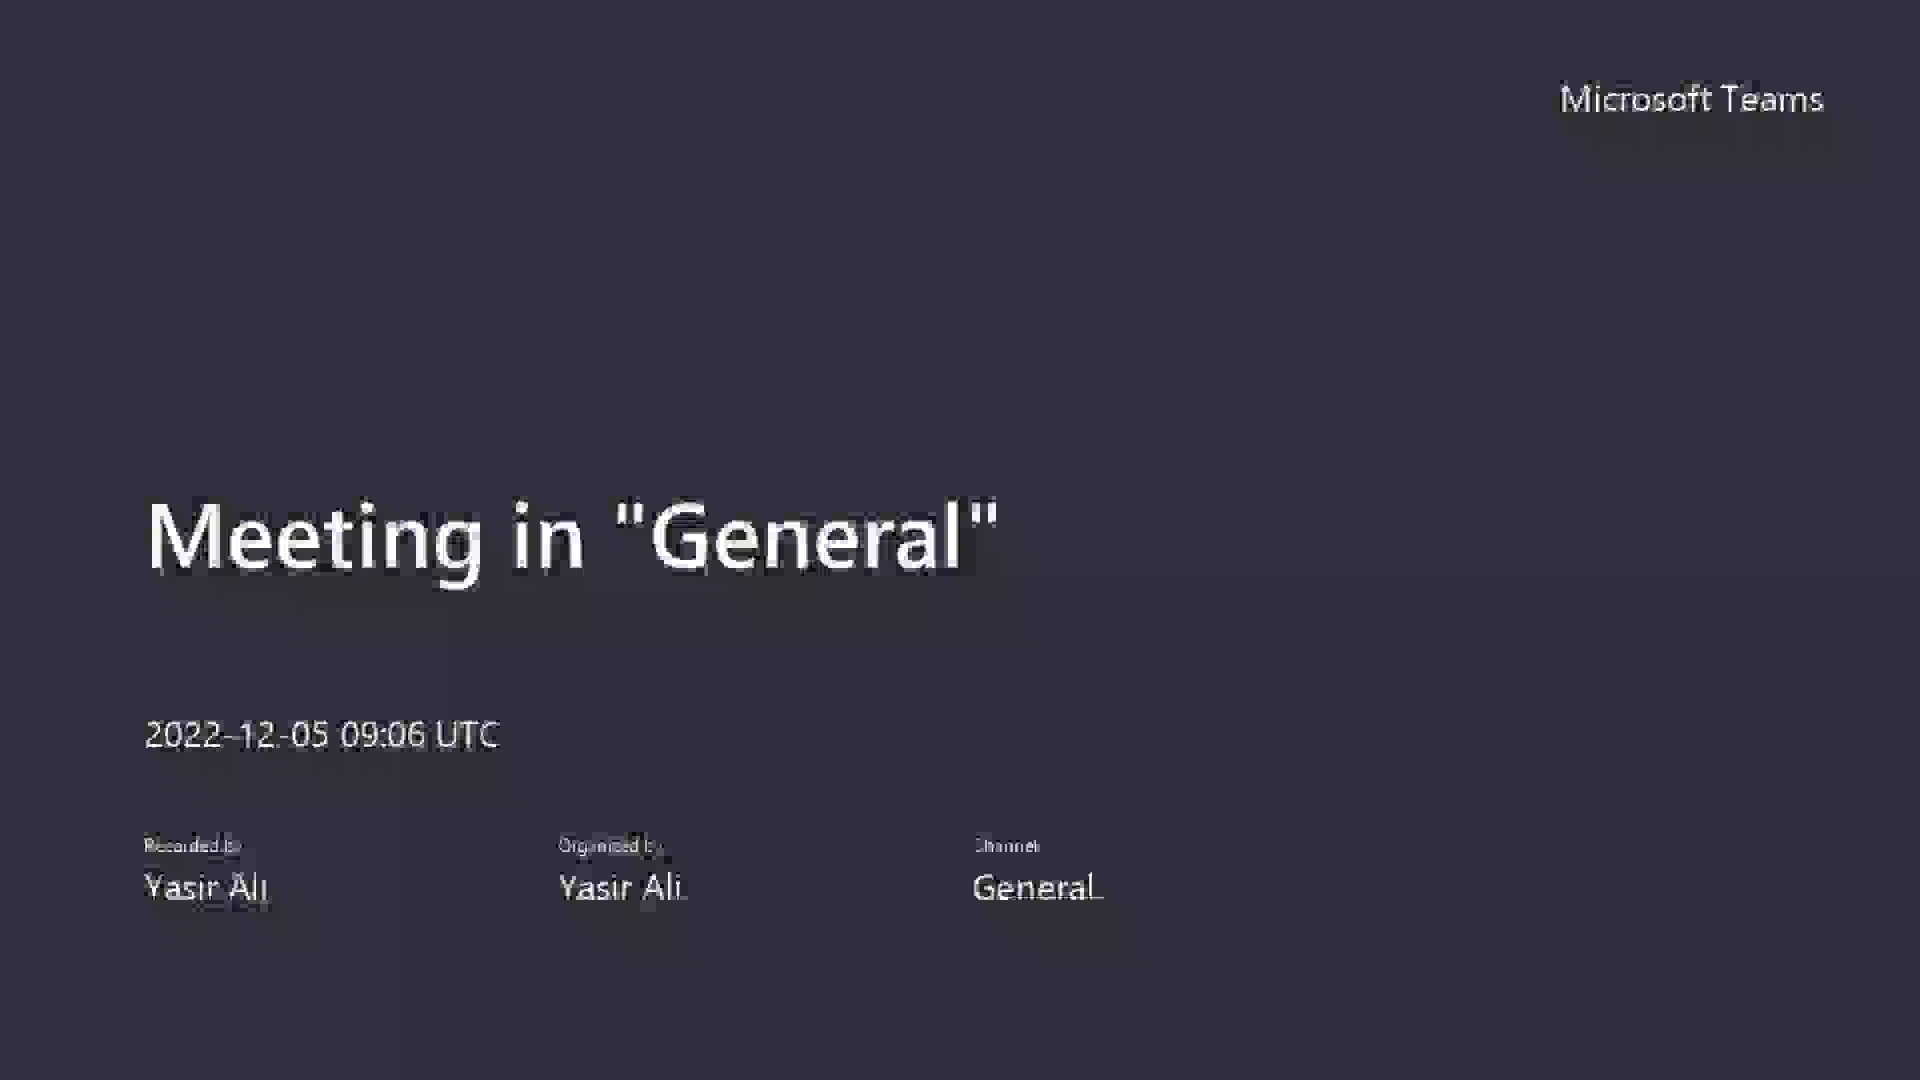 Microsoft Teams
Meeting in "General"
2022-12-05 09:06 UTC
Recorded by
Organized by
Channel
Yasir Ali
Yasir Ali
General